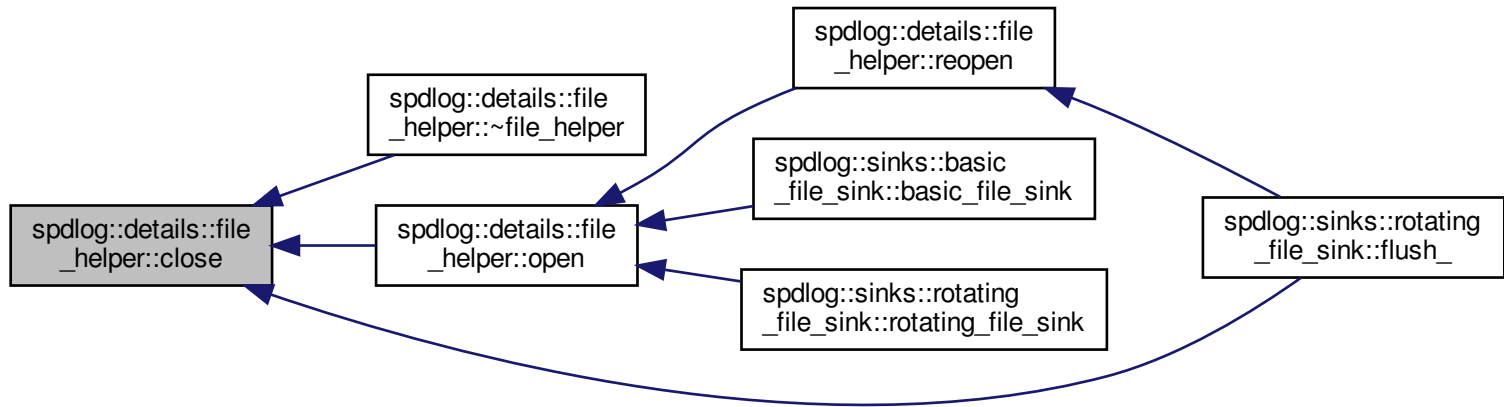 spdlog::details::file
_helper::close
spdlog::details::file
_helper::~file_helper
spdlog::details::file
_helper::open
spdlog::details::file
_helper::reopen
spdlog::sinks::basic
_file_sink::basic_file_sink
spdlog::sinks::rotating
_file_sink::rotating_file_sink
spdlog::sinks::rotating
_file_sink::flush_